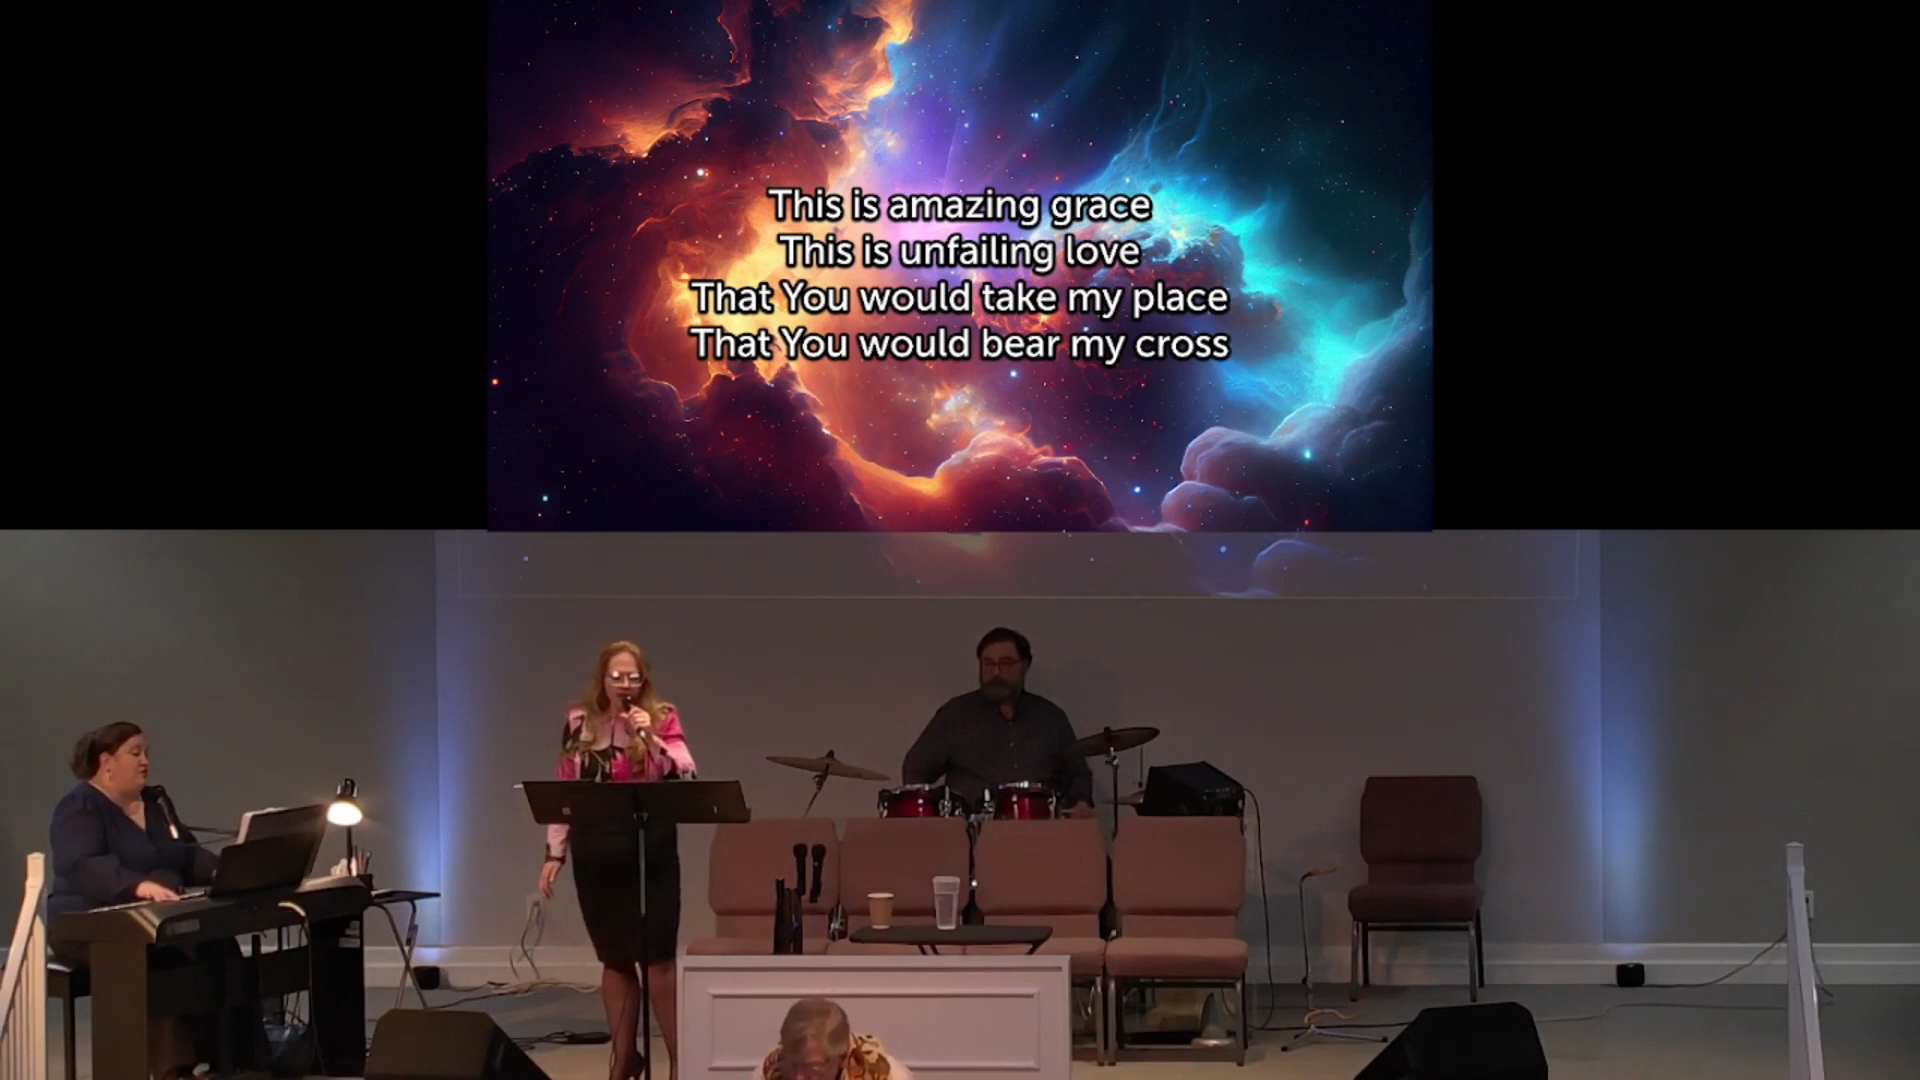 This is amazing grace
This is unfailing love
That You would take my place
That You would bear my cross